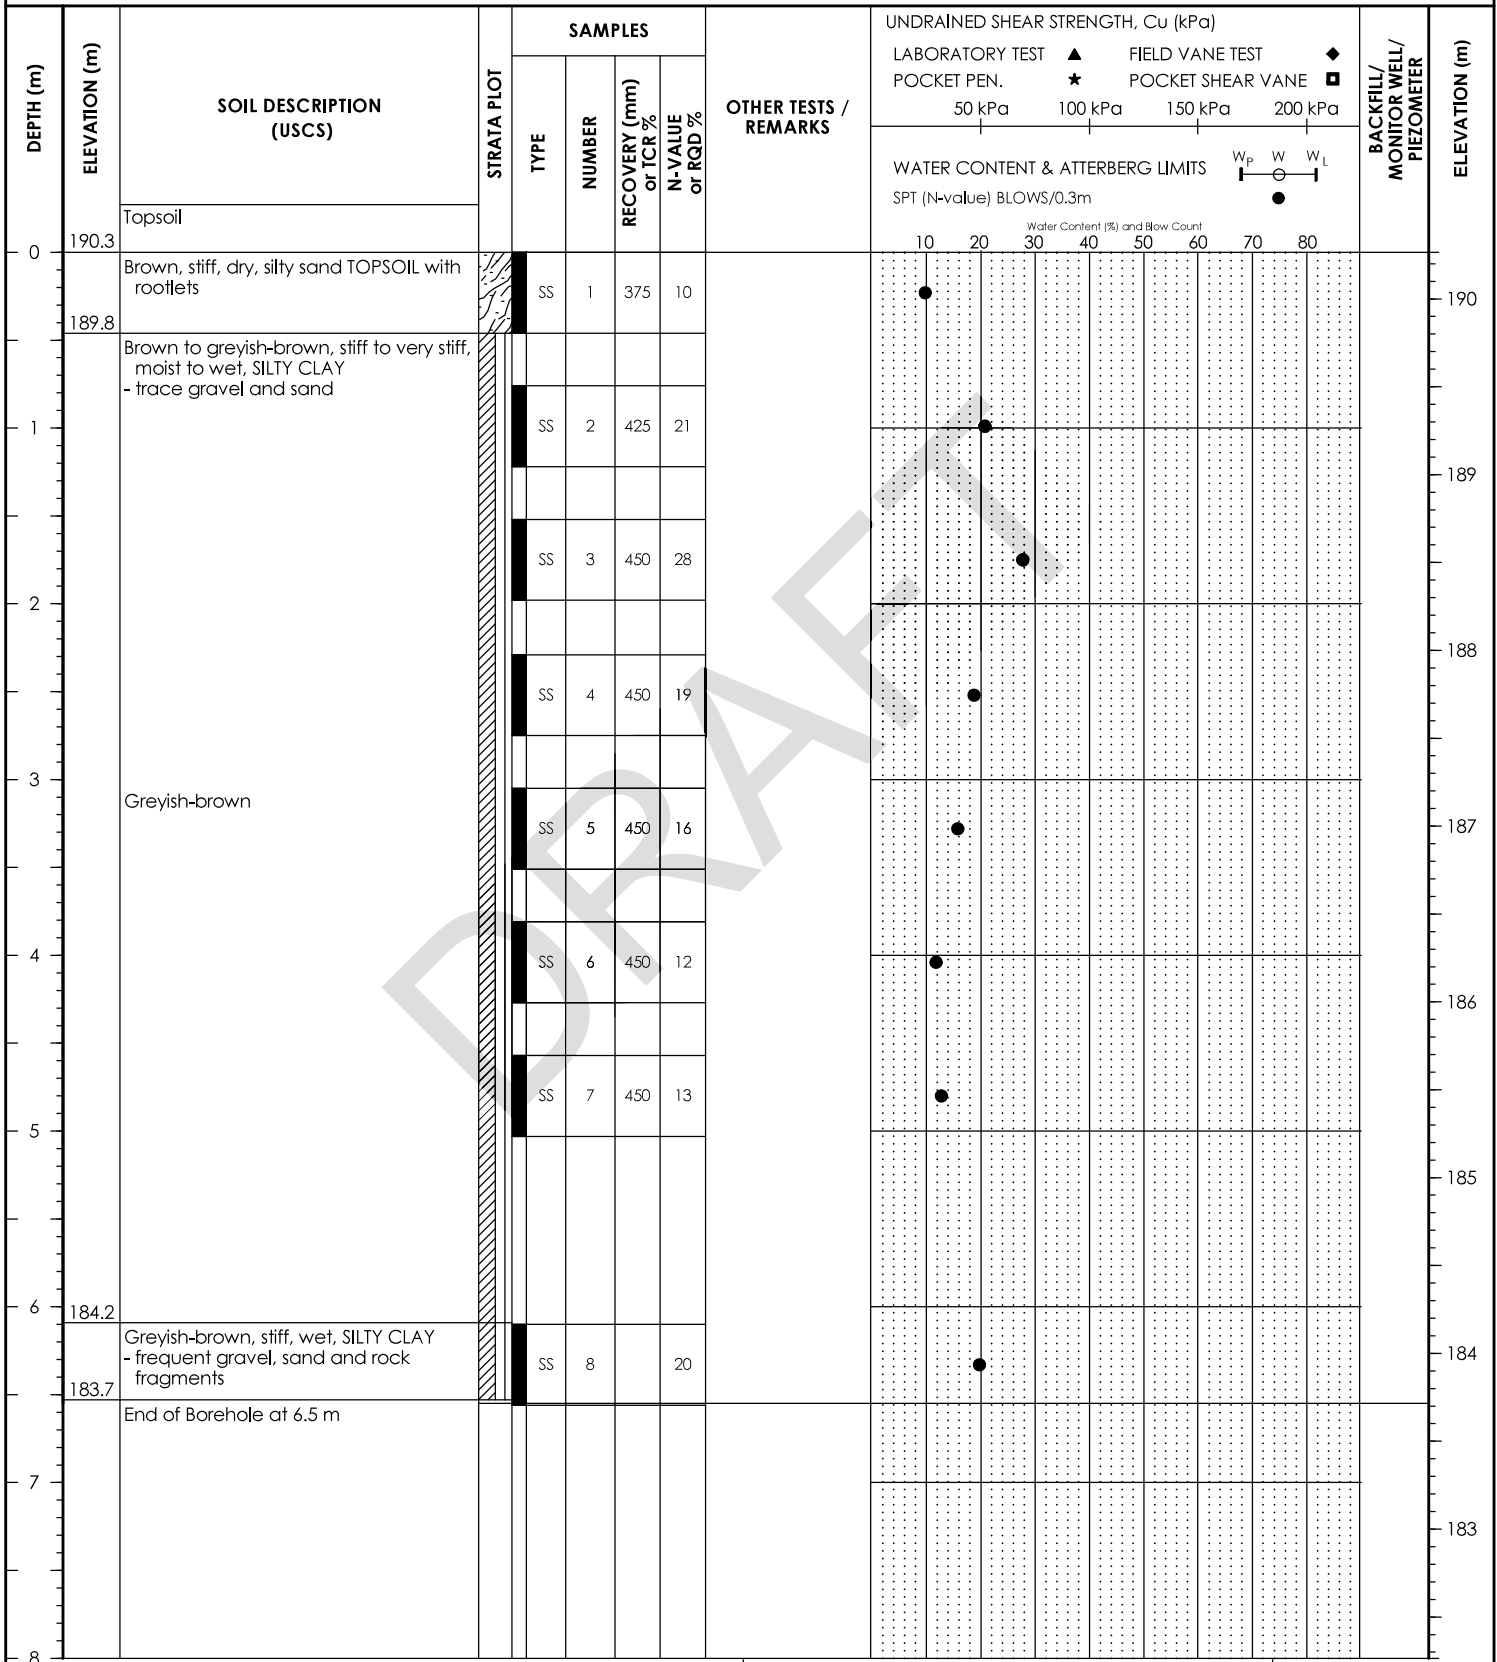 DEPTH (m)
ELEVATION (m)
SOIL DESCRIPTION
(USCS)
STRATA PLOT
SAMPLES
TYPE
NUMBER
RECOVERY (mm)
or TCR %
N-VALUE
or RQD %
OTHER TESTS /
REMARKS
UNDRAINED SHEAR STRENGTH, Cu (kPa)
LABORATORY TEST ▲ FIELD VANE TEST ◆
POCKET PEN. ★ POCKET SHEAR VANE
50 kPa 100 kPa 150 kPa 200 kPa
WATER CONTENT & ATTERBERG LIMITS WP W WL
SPT (N-value) BLOWS/0.3m ●
Water Content (%) and Blow Count
10 20 30 40 50 60 70 80
BACKFILL/
MONITOR WELL/
PIEZOMETER
ELEVATION (m)
Topsoil
0 190.3
Brown, stiff, dry, silty sand TOPSOIL with
rootlets
SS 1 375 10
190
189.8
Brown to greyish-brown, stiff to very stiff,
moist to wet, SILTY CLAY
- trace gravel and sand
1 SS 2 425 21
189
SS 3 450 28
2
188
SS 4 450 19
3
Greyish-brown
SS 5 450 16
187
4 SS 6 450 12
186
SS 7 450 13
5
185
6 184.2
Greyish-brown, stiff, wet, SILTY CLAY
- frequent gravel, sand and rock
fragments
SS 8 20
184
183.7
End of Borehole at 6.5 m
7
183
8
DRAFT